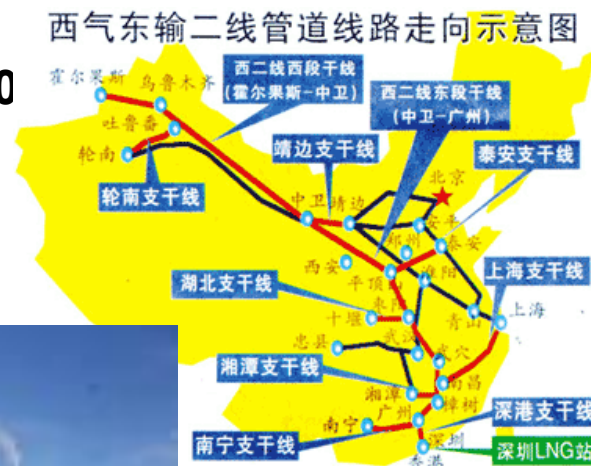 西气东输二线管道线路走向示意图
0
霍尔果斯
乌鲁木齐
西二线西段干线
(霍尔果斯-中卫)
西二线东段干线
(中卫-广州)
吐鲁番
轮南
靖边支干线
泰安支干线
北京
轮南支干线
中卫
靖边
安平
郑州
泰安
西安
平顶山
淮阳
上海支干线
湖北支干线
枣阳
十堰
青山
上海
忠县
武汉
武穴
湘潭支干线
湘潭
南昌
樟树
广州
深港支干线
南宁
深圳
南宁支干线
香港
深圳LNG站